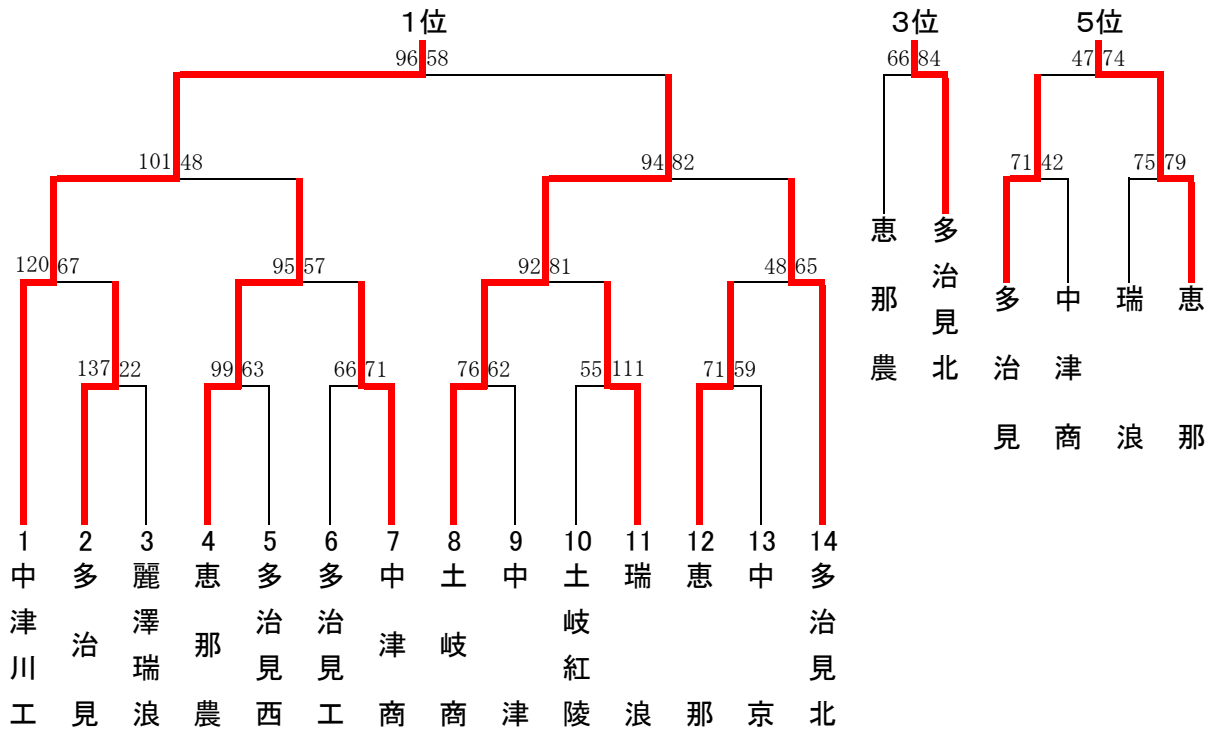 1位 3位 5位
96 58 66 84 47 74
101 48 94 82 71 42 75 79
120 67 95 57 92 81 48 65
137 22 99 63 66 71 76 62 55 111 71 59
恵那農
多治見北
多治見
中津商
瑞浪
恵那
1 中津川工
2 多治見
3 麗澤瑞浪
4 恵那農
5 多治見西
6 多治見工
7 中津商
8 土岐商
9 中津
10 土岐紅陵
11 瑞浪
12 恵那
13 中京
14 多治見北